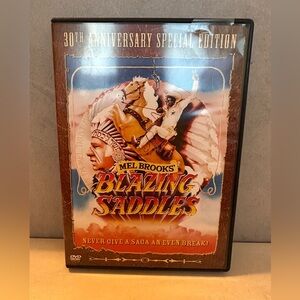 30TH ANNIVERSARY SPECIAL EDITION
MEL BROOKS'
BLAZING
SADDLES
NEVER GIVE A SAGA AN EVEN BREAK!
DVD